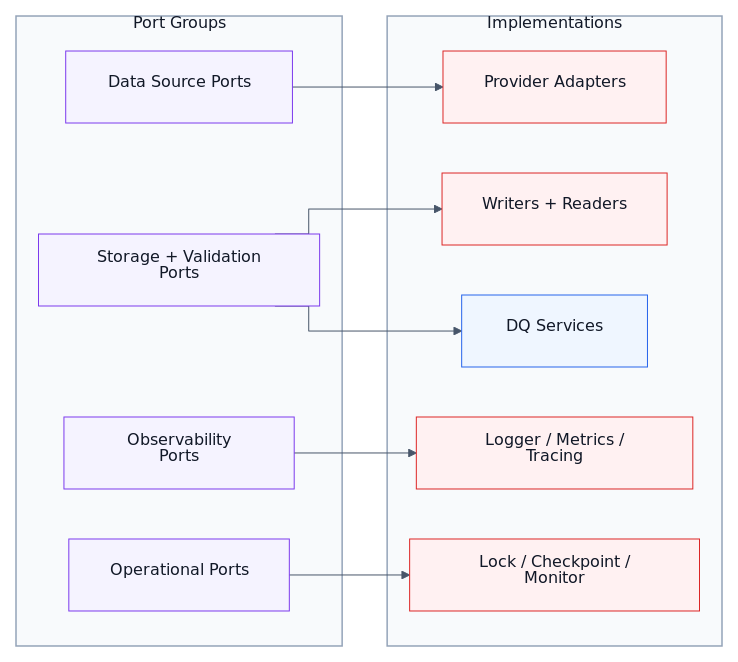 Port Groups
Implementations
Data Source Ports
Provider Adapters
Writers + Readers
Storage + Validation
Ports
DQ Services
Observability
Ports
Logger / Metrics /
Tracing
Operational Ports
Lock / Checkpoint /
Monitor